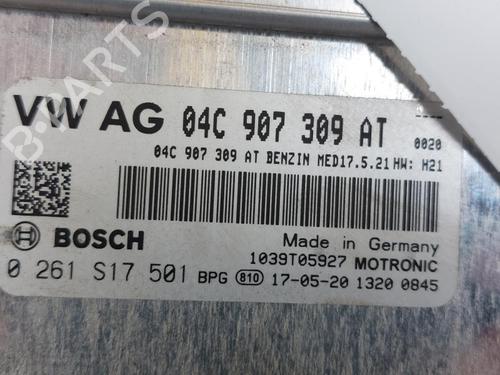 B-PARTS
VW AG 04C 907 309 AT 0020
04C 907 309 AT BENZIN MED17.5.21 HW: H21
BOSCH Made in Germany
1039T05927 MOTRONIC
0 261 S17 501 BPG 810 17-05-20 1320 0845